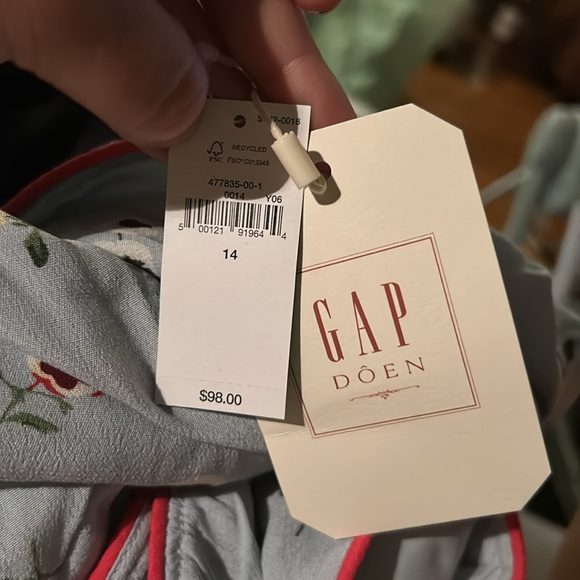 RECYCLED
FSC
477835-00-1
0014 Y06
5 00121 91964 4
14
$98.00
GAP
DÔEN